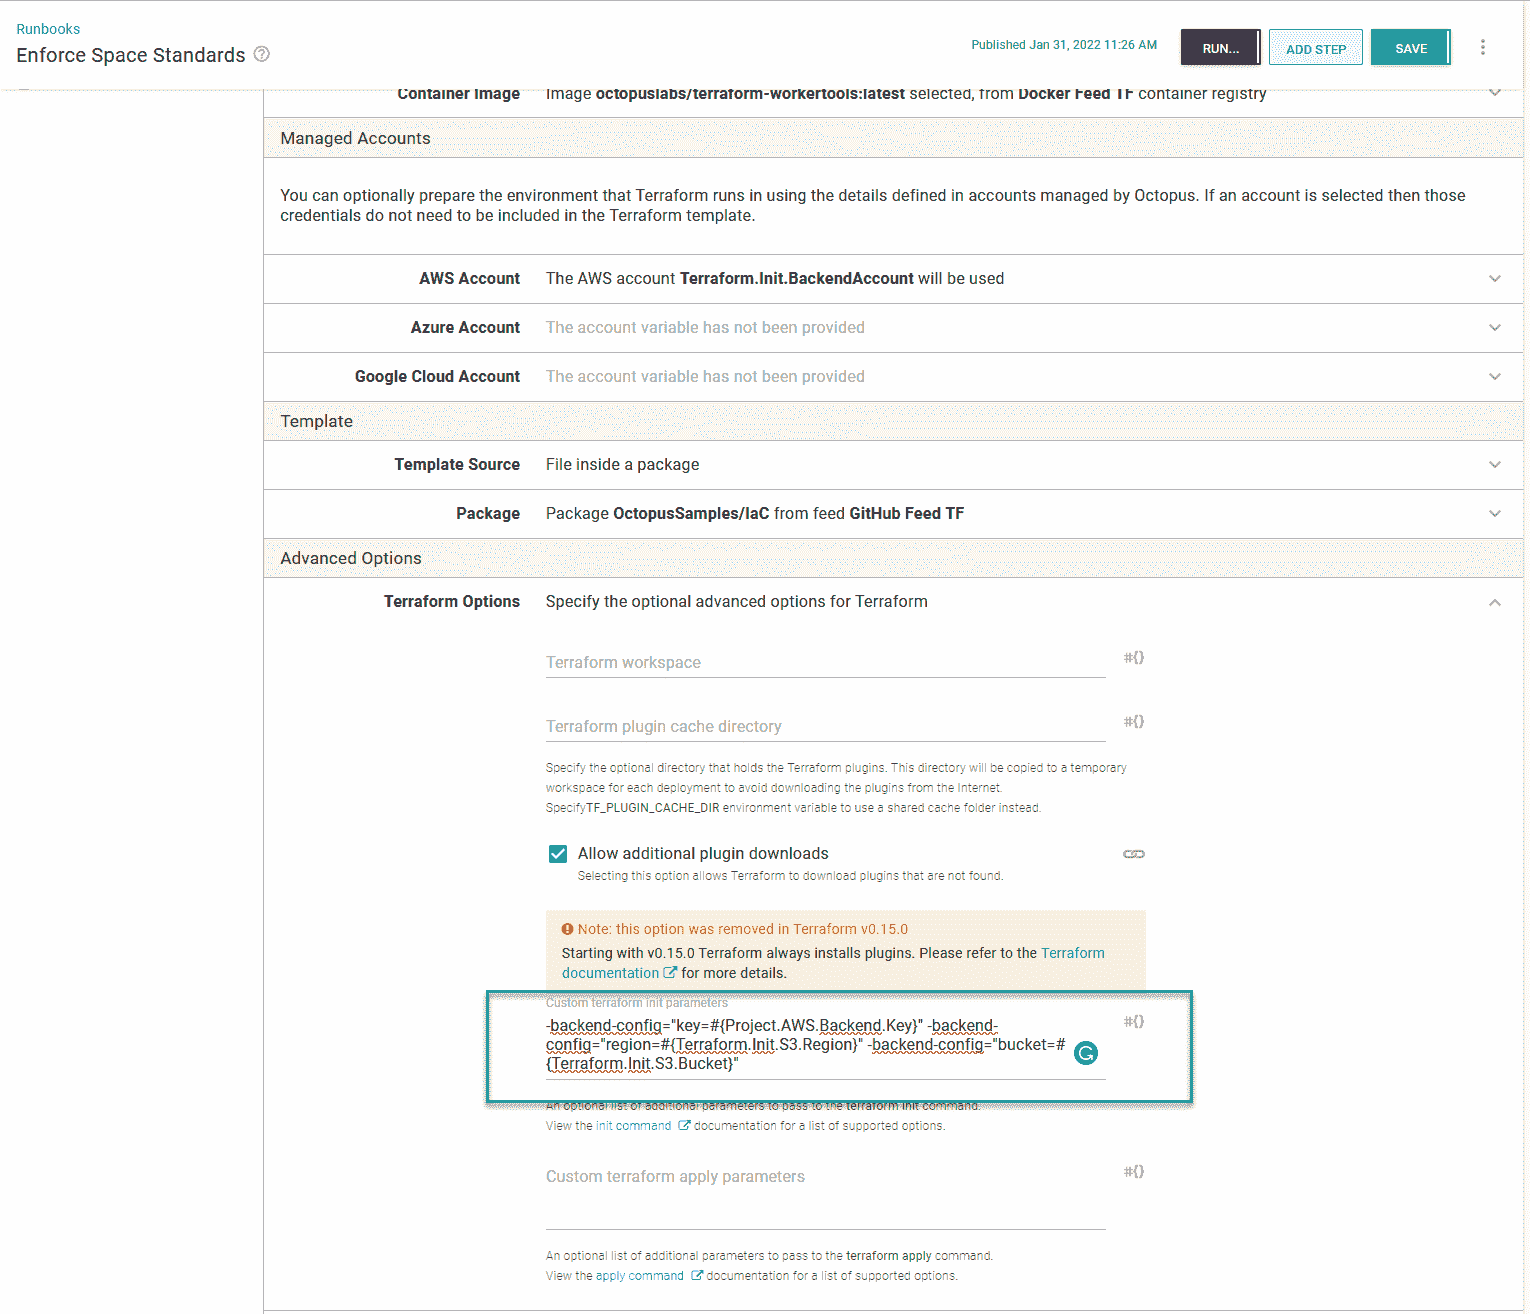 Runbooks
Enforce Space Standards
Published Jan 31, 2022 11:26 AM
RUN...
ADD STEP
SAVE
Container Image
Image octopuslabs/terraform-workertools:latest selected, from Docker Feed TF container registry
Managed Accounts
You can optionally prepare the environment that Terraform runs in using the details defined in accounts managed by Octopus. If an account is selected then those
credentials do not need to be included in the Terraform template.
AWS Account
The AWS account Terraform.Init.BackendAccount will be used
Azure Account
The account variable has not been provided
Google Cloud Account
The account variable has not been provided
Template
Template Source
File inside a package
Package
Package OctopusSamples/IaC from feed GitHub Feed TF
Advanced Options
Terraform Options
Specify the optional advanced options for Terraform
Terraform workspace
#{}
Terraform plugin cache directory
#{}
Specify the optional directory that holds the Terraform plugins. This directory will be copied to a temporary
workspace for each deployment to avoid downloading the plugins from the Internet.
SpecifyTF_PLUGIN_CACHE_DIR environment variable to use a shared cache folder instead.
Allow additional plugin downloads
Selecting this option allows Terraform to download plugins that are not found.
Note: this option was removed in Terraform v0.15.0
Starting with v0.15.0 Terraform always installs plugins. Please refer to the Terraform
documentation for more details.
Custom terraform init parameters
-backend-config="key=#{Project.AWS.Backend.Key}" -backend-
config="region=#{Terraform.Init.S3.Region}" -backend-config="bucket=#
{Terraform.Init.S3.Bucket}"
#{}
An optional list of additional parameters to pass to the terraform init command.
View the init command documentation for a list of supported options.
Custom terraform apply parameters
#{}
An optional list of additional parameters to pass to the terraform apply command.
View the apply command documentation for a list of supported options.